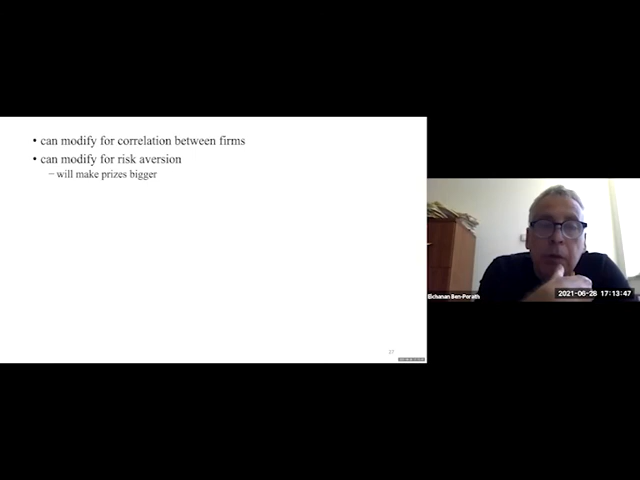 • can modify for correlation between firms
• can modify for risk aversion
− will make prizes bigger
27
Elchanan Ben-Porath
2021-06-28 17:13:47